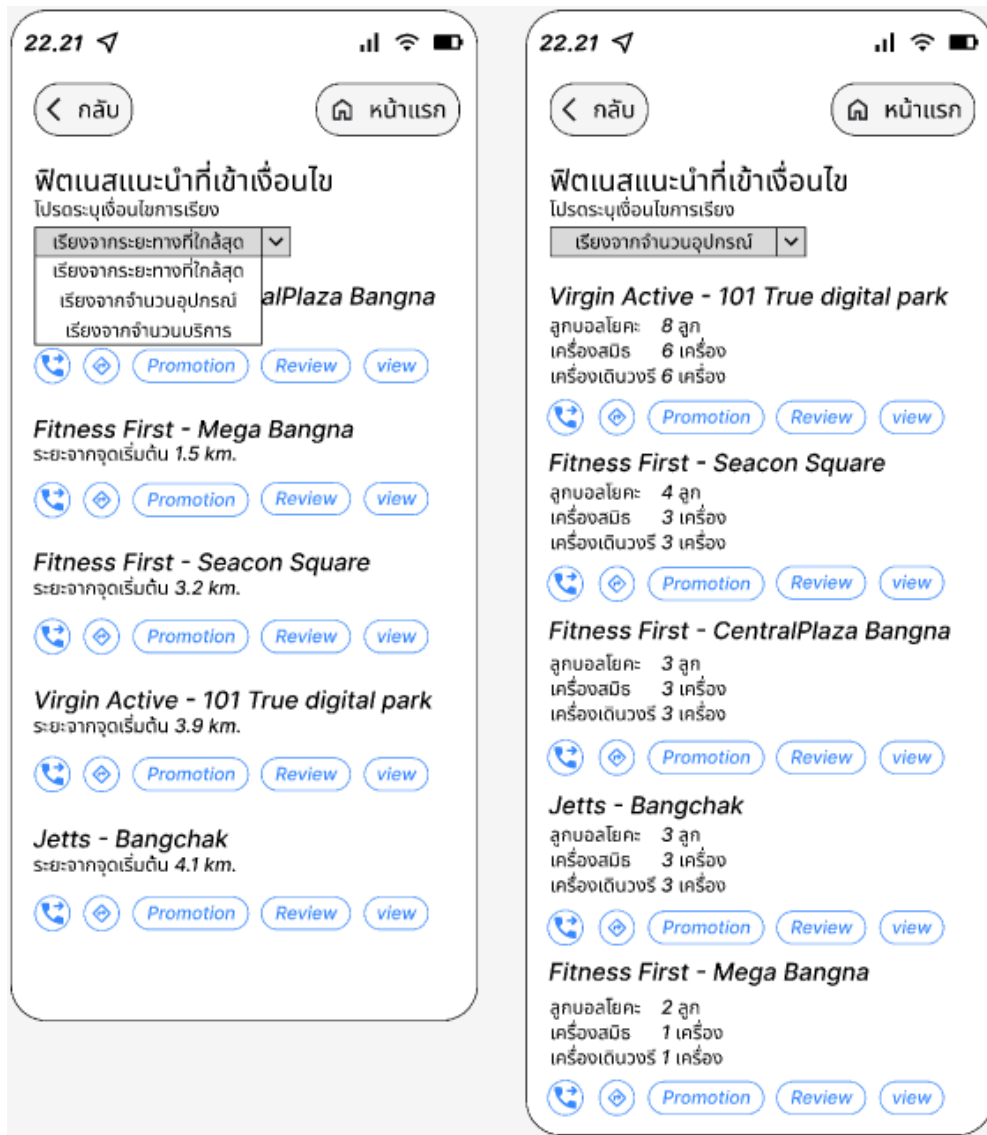 22.21
กลับ
หน้าแรก
ฟิตเนสแนะนำที่เข้าเงื่อนไข
โปรดระบุเงื่อนไขการเรียง
เรียงจากระยะทางที่ใกล้สุด
เรียงจากระยะทางที่ใกล้สุด
เรียงจากจำนวนอุปกรณ์
เรียงจากจำนวนบริการ
alPlaza Bangna
Promotion Review view
Fitness First - Mega Bangna
ระยะจากจุดเริ่มต้น 1.5 km.
Promotion Review view
Fitness First - Seacon Square
ระยะจากจุดเริ่มต้น 3.2 km.
Promotion Review view
Virgin Active - 101 True digital park
ระยะจากจุดเริ่มต้น 3.9 km.
Promotion Review view
Jetts - Bangchak
ระยะจากจุดเริ่มต้น 4.1 km.
Promotion Review view
22.21
กลับ
หน้าแรก
ฟิตเนสแนะนำที่เข้าเงื่อนไข
โปรดระบุเงื่อนไขการเรียง
เรียงจากจำนวนอุปกรณ์
Virgin Active - 101 True digital park
ลูกบอลโยคะ 8 ลูก
เครื่องสมิธ 6 เครื่อง
เครื่องเดินวงรี 6 เครื่อง
Promotion Review view
Fitness First - Seacon Square
ลูกบอลโยคะ 4 ลูก
เครื่องสมิธ 3 เครื่อง
เครื่องเดินวงรี 3 เครื่อง
Promotion Review view
Fitness First - CentralPlaza Bangna
ลูกบอลโยคะ 3 ลูก
เครื่องสมิธ 3 เครื่อง
เครื่องเดินวงรี 3 เครื่อง
Promotion Review view
Jetts - Bangchak
ลูกบอลโยคะ 3 ลูก
เครื่องสมิธ 3 เครื่อง
เครื่องเดินวงรี 3 เครื่อง
Promotion Review view
Fitness First - Mega Bangna
ลูกบอลโยคะ 2 ลูก
เครื่องสมิธ 1 เครื่อง
เครื่องเดินวงรี 1 เครื่อง
Promotion Review view